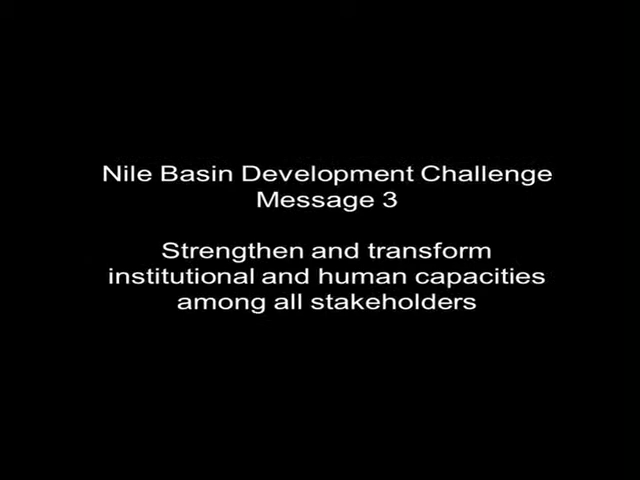 Nile Basin Development Challenge
Message 3
Strengthen and transform
institutional and human capacities
among all stakeholders